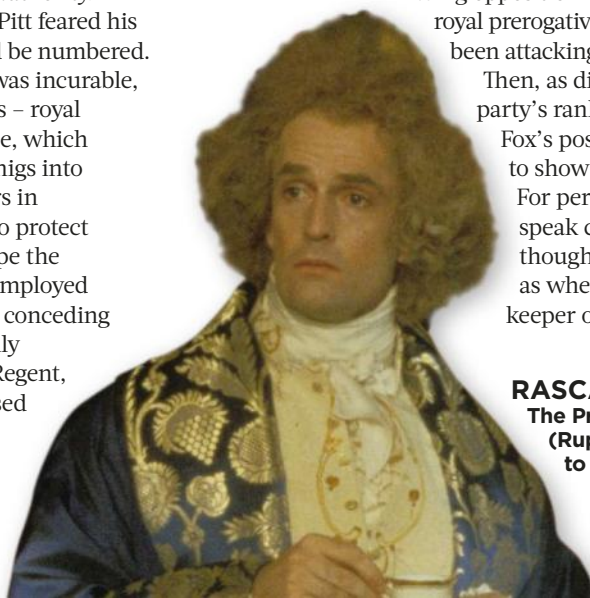 Pitt feared his
be numbered.
was incurable,
s – royal
e, which
higs into
rs in
o protect
pe the
employed
conceding
ly
Regent,
sed
royal prerogativ
been attacking
Then, as di
party's ranl
Fox's pos
to show
For per
speak c
though
as whe
keeper o
RASCA
The Pr
(Rup
to